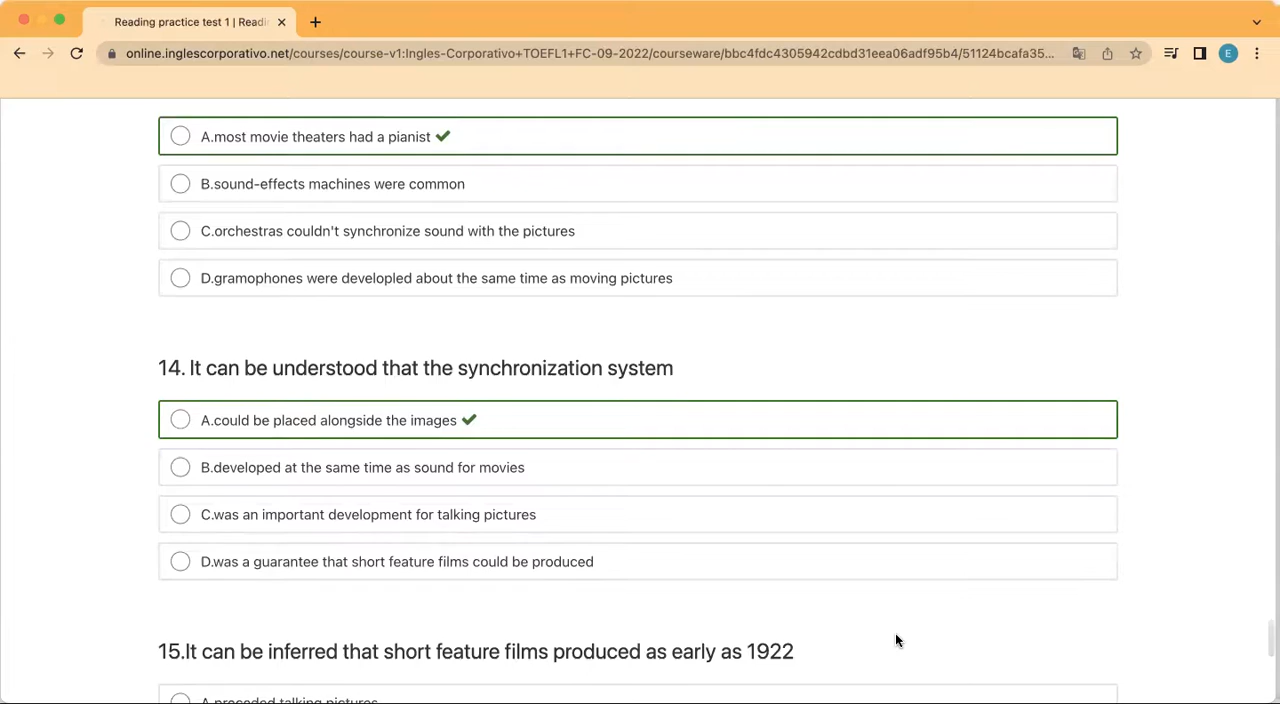 Reading practice test 1 | Readi
online.inglescorporativo.net/courses/course-v1:Ingles-Corporativo+TOEFL1+FC-09-2022/courseware/bbc4fdc4305942cdbd31eea06adf95b4/51124bcafa35...
E
A.most movie theaters had a pianist
B.sound-effects machines were common
C.orchestras couldn't synchronize sound with the pictures
D.gramophones were developled about the same time as moving pictures
14. It can be understood that the synchronization system
A.could be placed alongside the images
B.developed at the same time as sound for movies
C.was an important development for talking pictures
D.was a guarantee that short feature films could be produced
15.It can be inferred that short feature films produced as early as 1922
A.preceded talking pictures